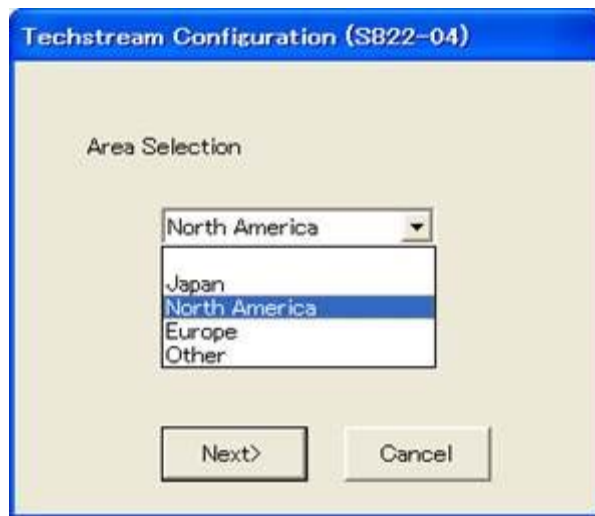 Techstream Configuration (S822-04)
Area Selection
North America
Japan
North America
Europe
Other
Next>
Cancel